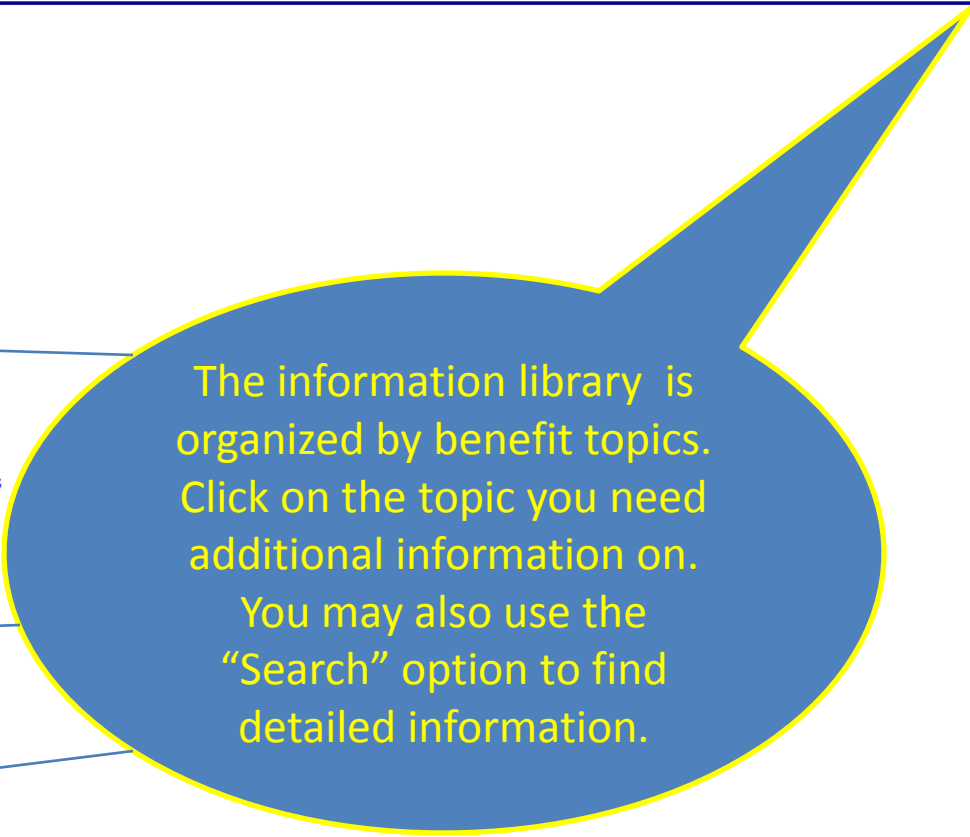 The information library  is
organized by benefit topics.
Click on the topic you need
additional information on.
You may also use the
“Search” option to find
detailed information.